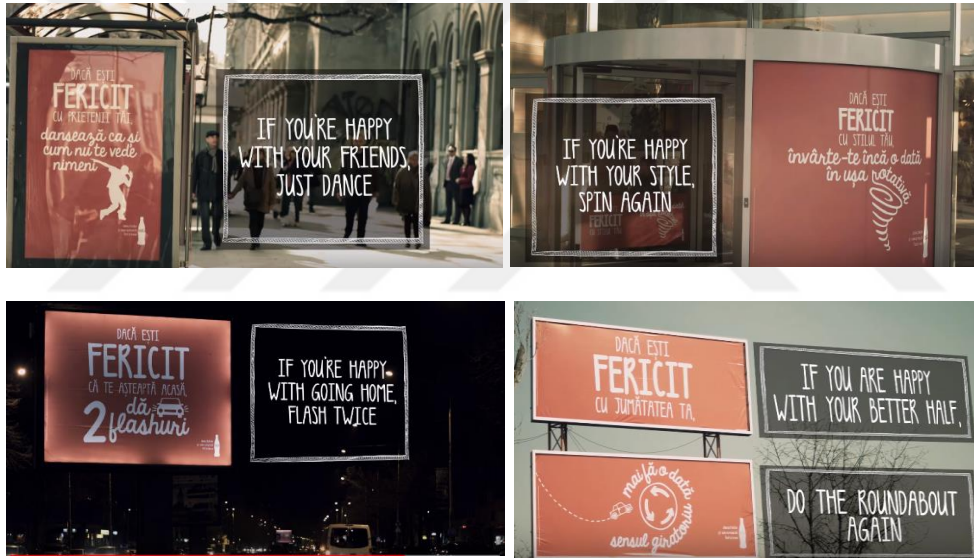 DACĂ EȘTI
FERICIT
CU PRIETENII TĂI,
dansează ca și
cum nu te vede
nimeni
IF YOU'RE HAPPY
WITH YOUR FRIENDS,
JUST DANCE
DACĂ EȘTI
FERICIT
CU STILUL TĂU,
învârte-te încă o dată
în ușa rotativă
IF YOU'RE HAPPY
WITH YOUR STYLE,
SPIN AGAIN
FERICIT
DACĂ EȘTI
FERICIT
CĂ TE AȘTEAPTĂ ACASĂ,
dă
2 flashuri
IF YOU'RE HAPPY
WITH GOING HOME,
FLASH TWICE
DACĂ EȘTI
FERICIT
CU JUMĂTATEA TA,
mai fă o dată
sensul giratoriu
IF YOU ARE HAPPY
WITH YOUR BETTER HALF,
DO THE ROUNDABOUT
AGAIN